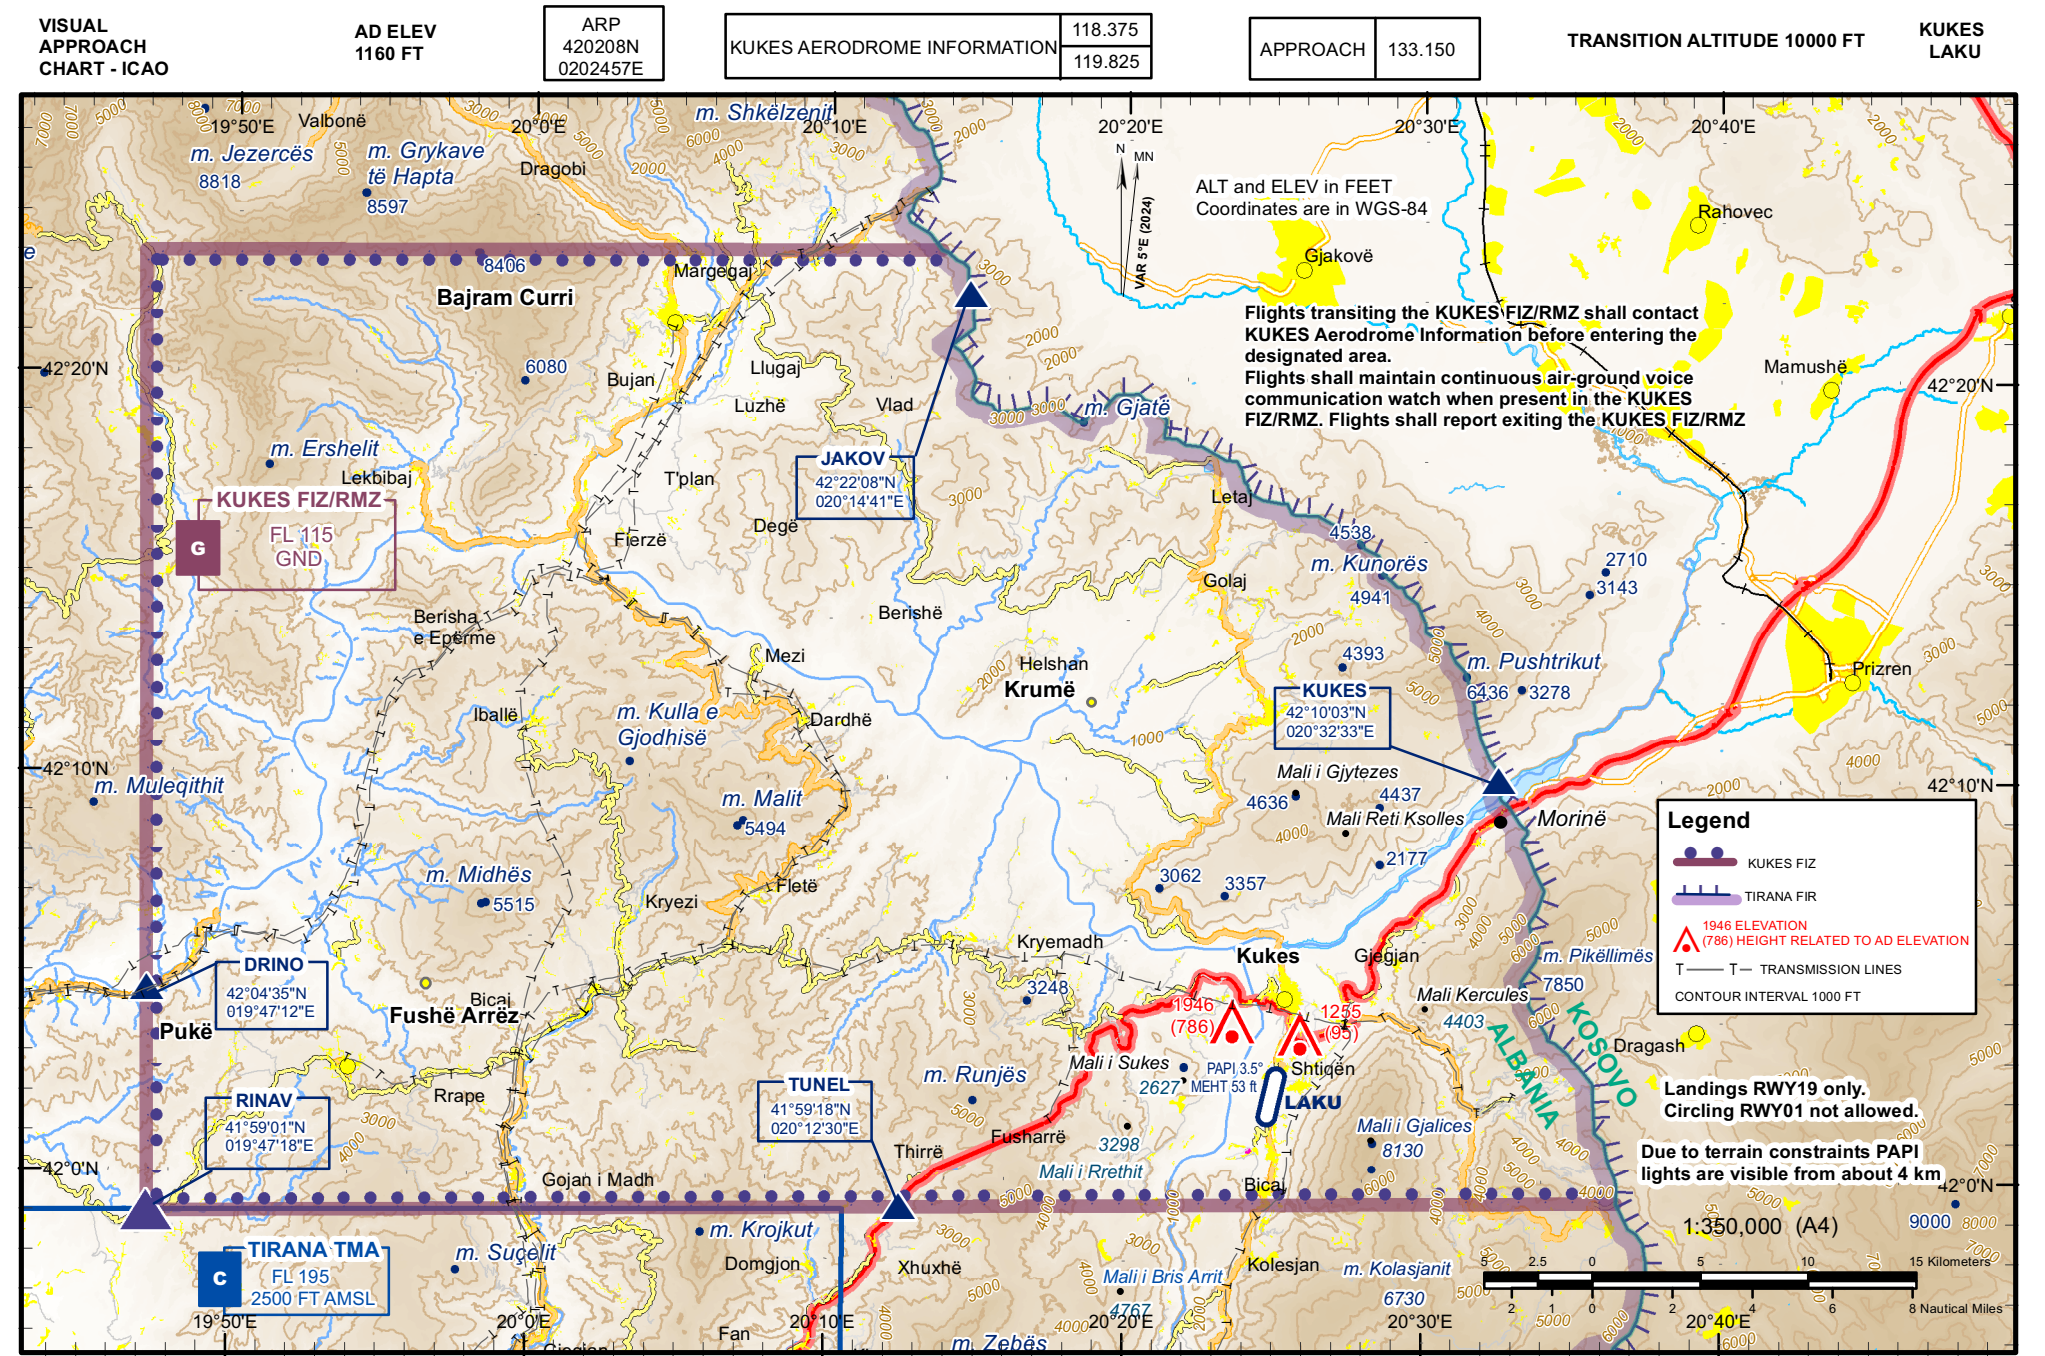 VISUAL
APPROACH
CHART - ICAO
AD ELEV
1160 FT
ARP
420208N
0202457E
KUKES AERODROME INFORMATION
118.375
119.825
APPROACH
133.150
TRANSITION ALTITUDE 10000 FT
KUKES
LAKU
19°50'E
20°0'E
20°10'E
20°20'E
20°30'E
20°40'E
Valbonë
m. Shkëlzenit
m. Jezercës
8818
m. Grykave
të Hapta
8597
Dragobi
N
MN
VAR 5°E (2024)
ALT and ELEV in FEET
Coordinates are in WGS-84
Rahovec
Gjakovë
8406
Margegaj
Bajram Curri
Flights transiting the KUKES FIZ/RMZ shall contact
KUKES Aerodrome Information before entering the
designated area.
Flights shall maintain continuous air-ground voice
communication watch when present in the KUKES
FIZ/RMZ. Flights shall report exiting the KUKES FIZ/RMZ
42°20'N
6080
Bujan
Llugaj
Luzhë
Vlad
m. Gjatë
Mamushë
42°20'N
m. Ershelit
Lekbibaj
T'plan
JAKOV
42°22'08"N
020°14'41"E
Letaj
KUKES FIZ/RMZ
FL 115
GND
G
Degë
Fierzë
4538
m. Kunorës
4941
2710
3143
Golaj
Berisha
e Epërme
Berishë
Mezi
Helshan
Krumë
4393
m. Pushtrikut
6436
3278
Prizren
KUKES
42°10'03"N
020°32'33"E
Iballë
m. Kulla e
Gjodhisë
Dardhë
42°10'N
m. Muleqithit
m. Malit
5494
Mali i Gjytezes
4636
4437
Mali Reti Ksolles
Morinë
42°10'N
2177
m. Midhës
5515
Fletë
Kryezi
3062
3357
Legend
KUKES FIZ
TIRANA FIR
1946 ELEVATION
(786) HEIGHT RELATED TO AD ELEVATION
T
T
TRANSMISSION LINES
CONTOUR INTERVAL 1000 FT
Kryemadh
Kukes
Gjegjan
m. Pikëllimës
7850
DRINO
42°04'35"N
019°47'12"E
Pukë
Bicaj
Fushë Arrëz
3248
1946
(786)
1255
(95)
Mali Kercules
4403
KOSOVO
ALBANIA
Dragash
Mali i Sukes
2627
PAPI 3.5°
MEHT 53 ft
Shtiqën
LAKU
m. Runjës
TUNEL
41°59'18"N
020°12'30"E
RINAV
41°59'01"N
019°47'18"E
Rrape
Landings RWY19 only.
Circling RWY01 not allowed.
Due to terrain constraints PAPI
lights are visible from about 4 km
Fusharrë
3298
Mali i Rrethit
Mali i Gjalices
8130
Thirrë
42°0'N
Gojan i Madh
Bicaj
42°0'N
9000
1:350,000 (A4)
5
2.5
0
5
10
15 Kilometers
2
1
0
2
4
6
8 Nautical Miles
C
TIRANA TMA
FL 195
2500 FT AMSL
m. Suçelit
m. Krojkut
Domgjon
Xhuxhë
Mali i Bris Arrit
4767
Kolesjan
m. Kolasjanit
6730
Fan
m. Zebës
19°50'E
20°0'E
20°10'E
20°20'E
20°30'E
20°40'E